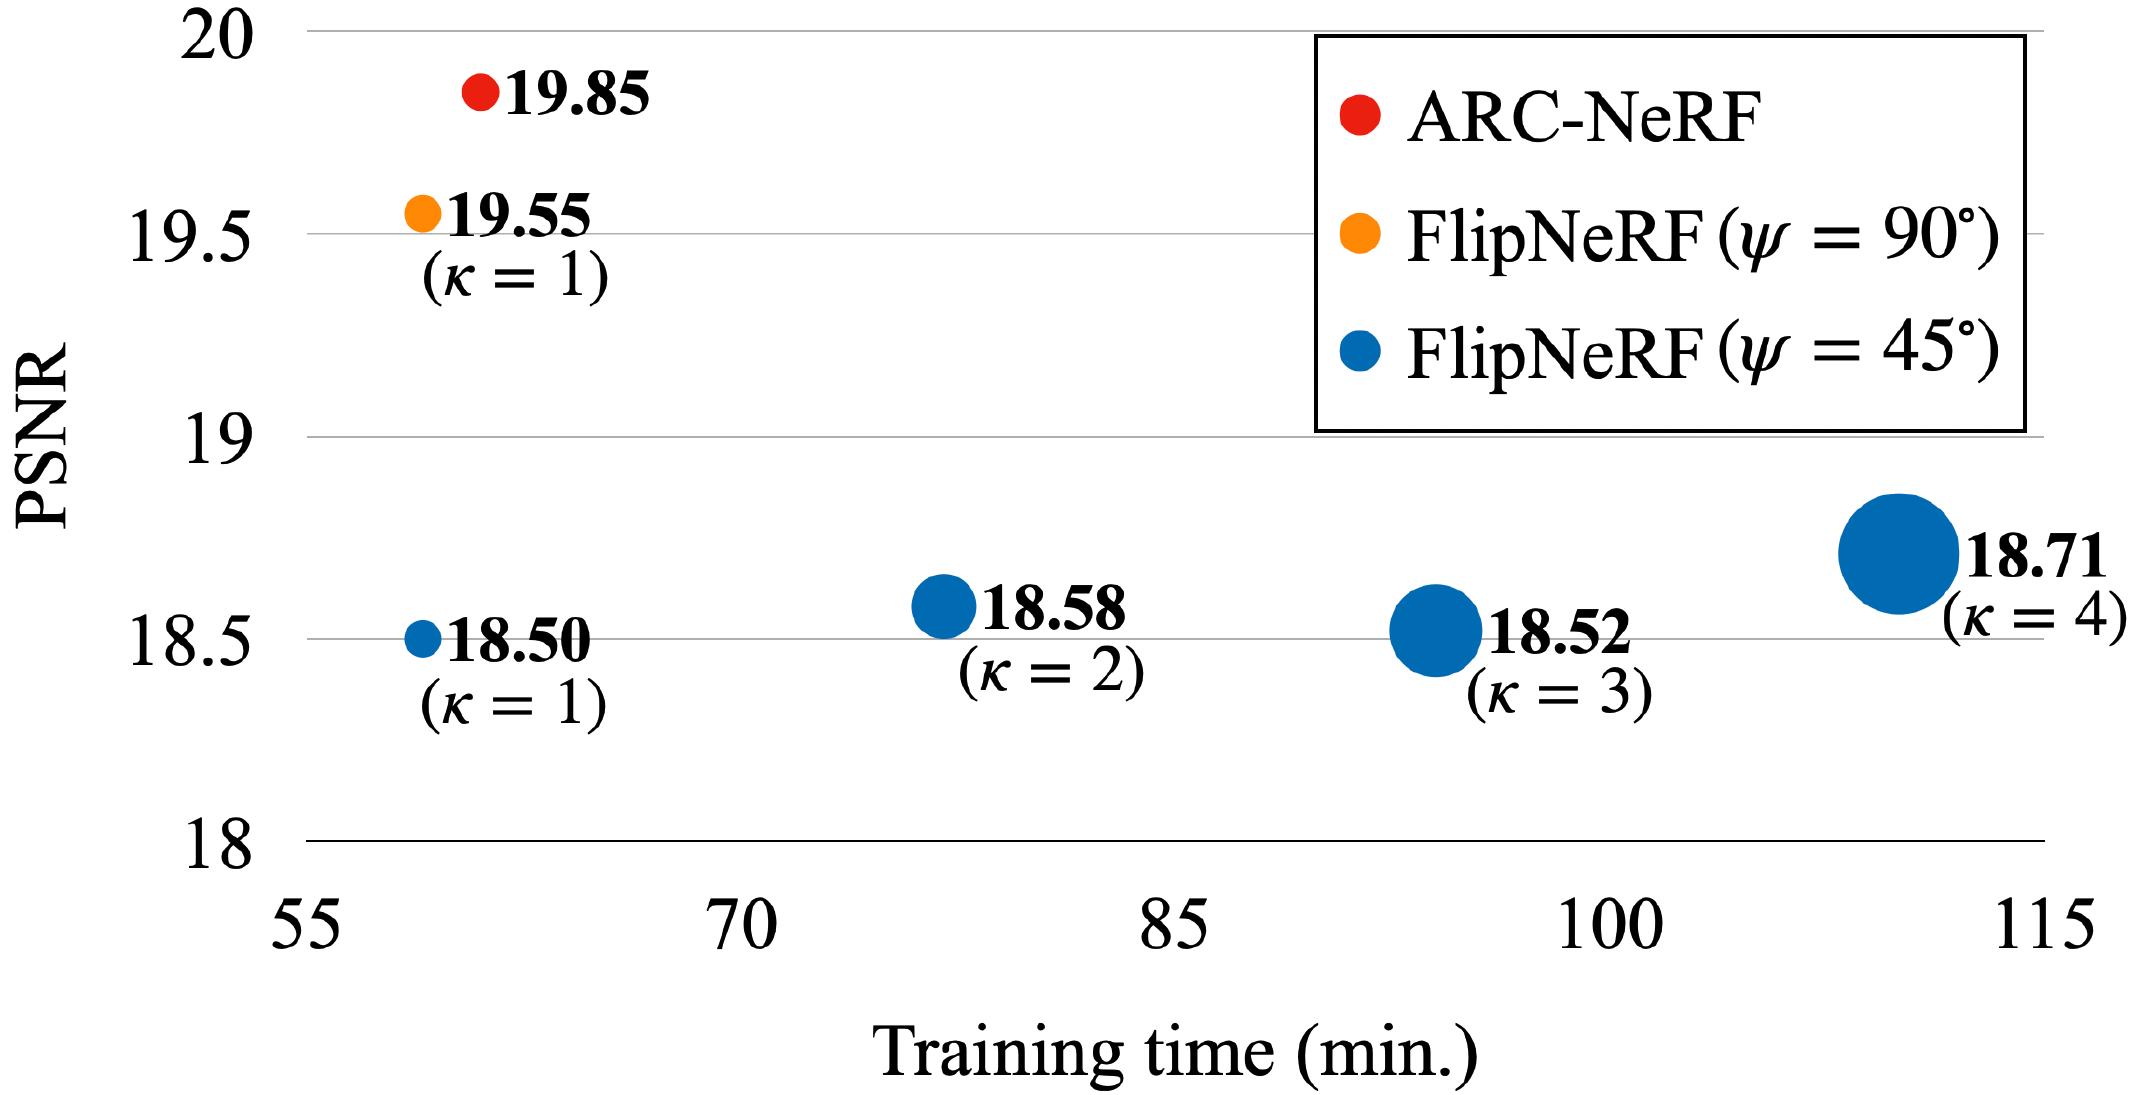 20
19.85
ARC-NeRF
19.55
(κ = 1)
19.5
FlipNeRF (ψ = 90°)
FlipNeRF (ψ = 45°)
19
PSNR
18.71
(κ = 4)
18.58
(κ = 2)
18.52
(κ = 3)
18.5
18.50
(κ = 1)
18
55 70 85 100 115
Training time (min.)